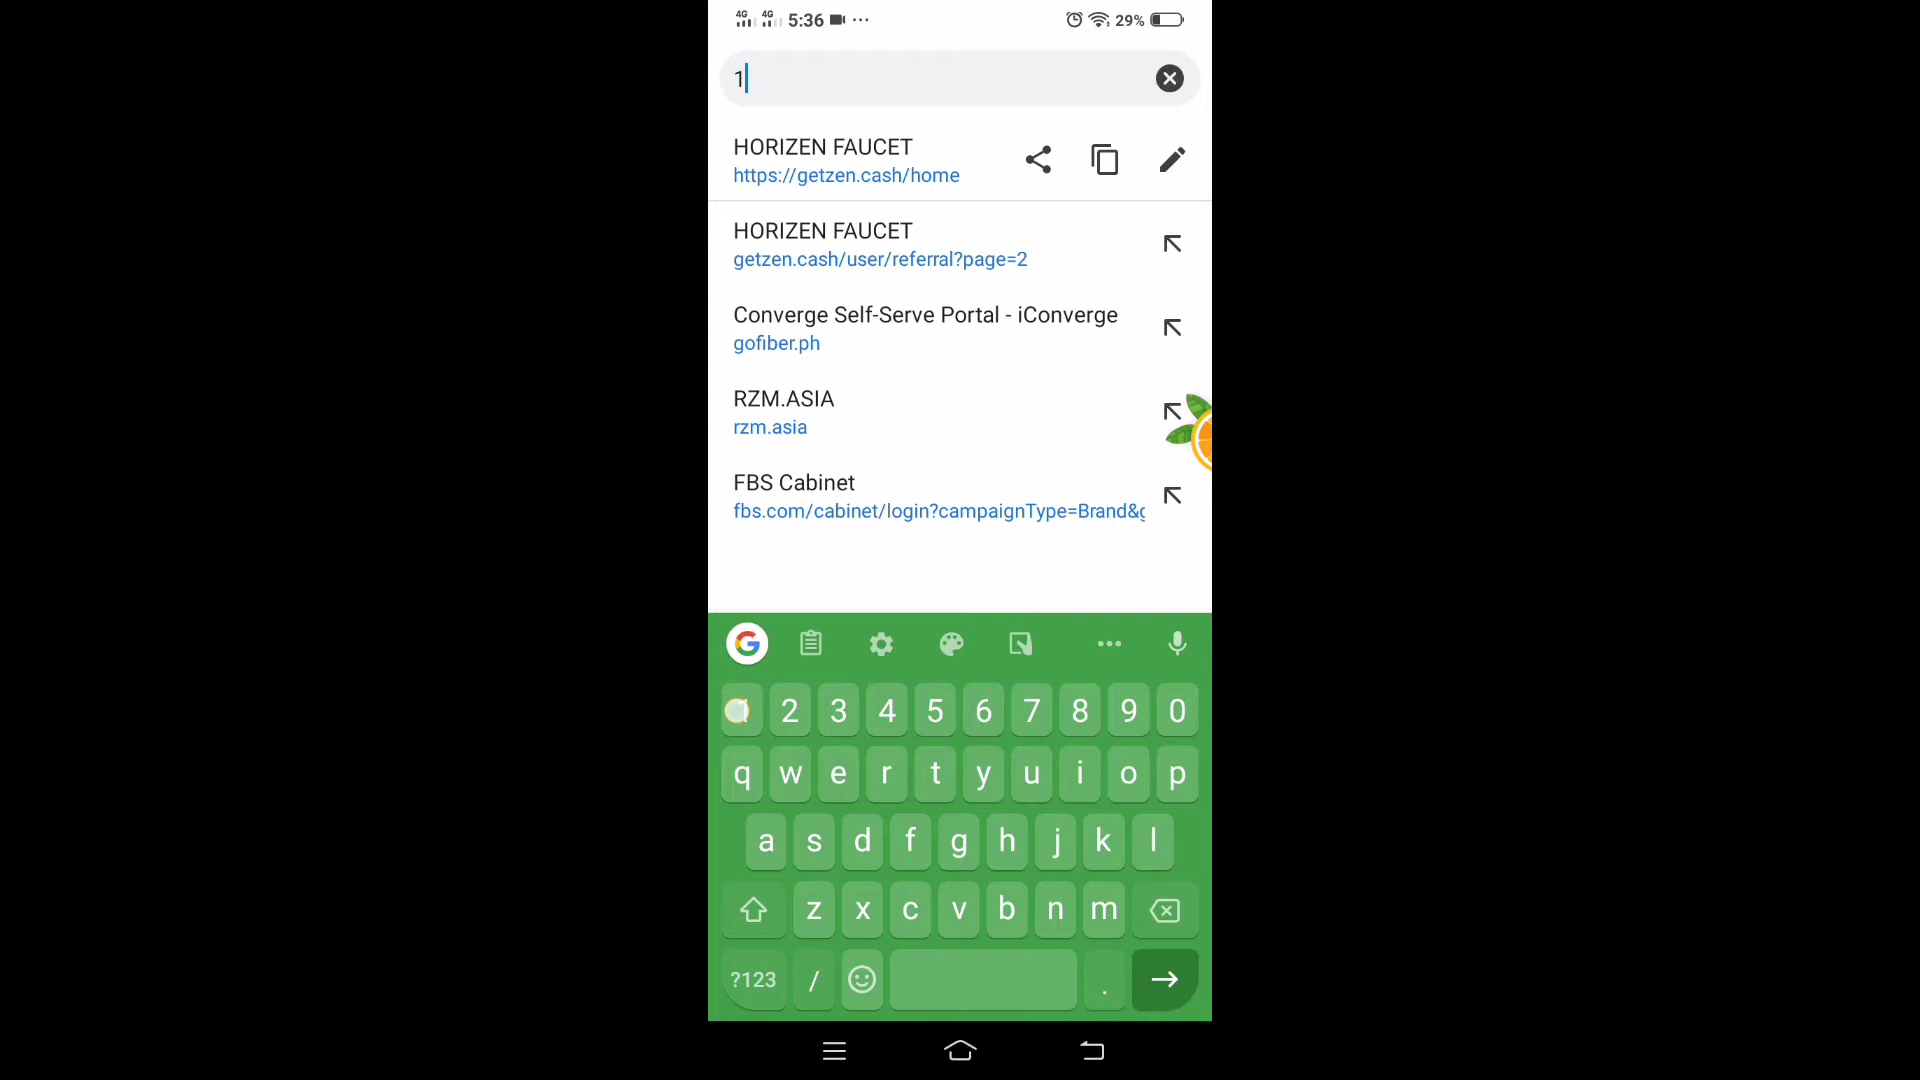 4G 4G 5:36 29%
1
HORIZEN FAUCET
https://getzen.cash/home
HORIZEN FAUCET
getzen.cash/user/referral?page=2
Converge Self-Serve Portal - iConverge
gofiber.ph
RZM.ASIA
rzm.asia
FBS Cabinet
fbs.com/cabinet/login?campaignType=Brand&g
G
1 2 3 4 5 6 7 8 9 0
q w e r t y u i o p
a s d f g h j k l
z x c v b n m
?123 / .